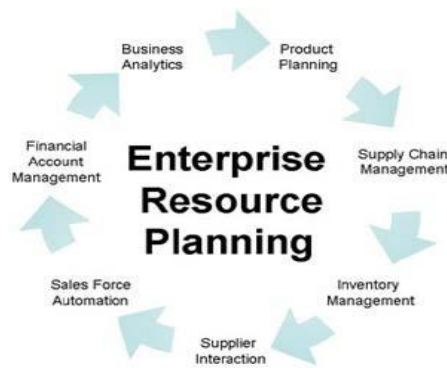 Business
Analytics
Product
Planning
Supply Chain
Management
Inventory
Management
Supplier
Interaction
Sales Force
Automation
Financial
Account
Management
Enterprise
Resource
Planning